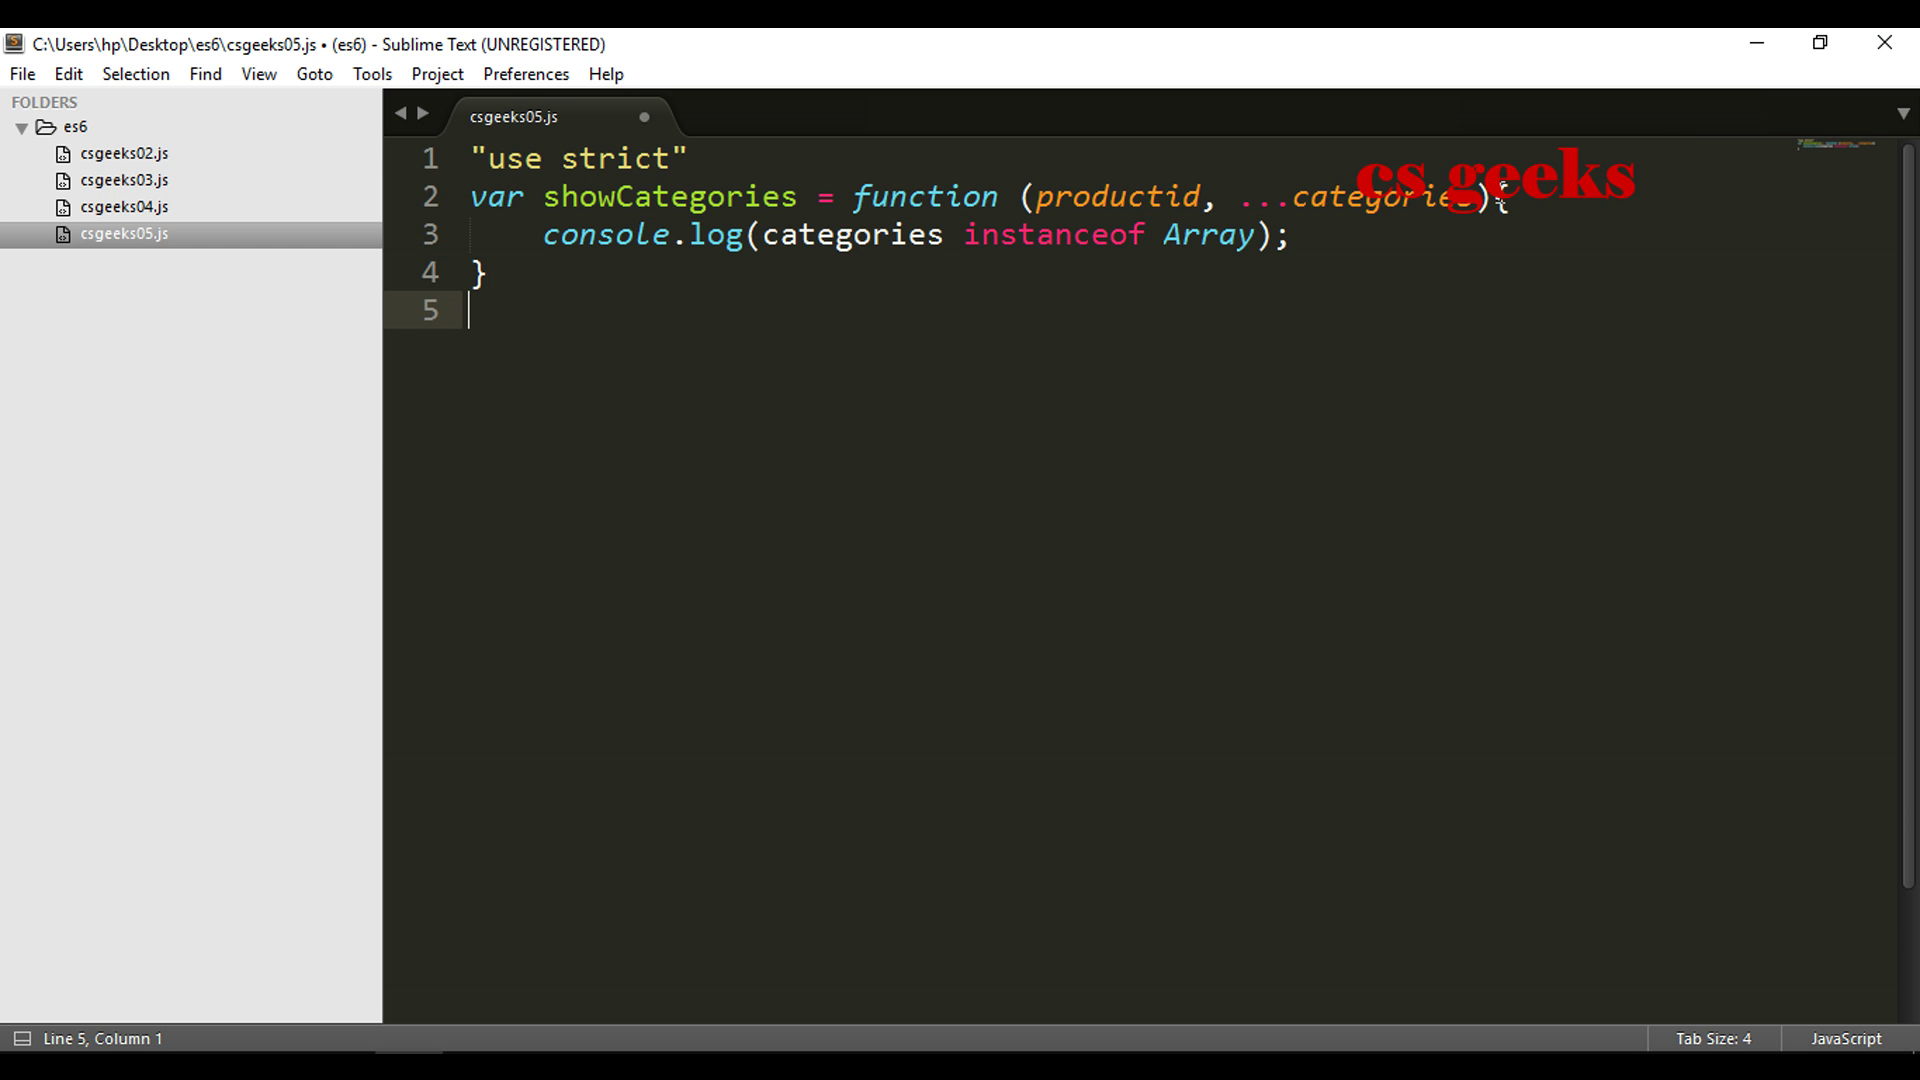 C:\Users\hp\Desktop\es6\csgeeks05.js • (es6) - Sublime Text (UNREGISTERED)
File Edit Selection Find View Goto Tools Project Preferences Help
FOLDERS
es6
csgeeks02.js
csgeeks03.js
csgeeks04.js
csgeeks05.js
csgeeks05.js
cs geeks
1 "use strict"
2 var showCategories = function (productid, ...categories){
3 console.log(categories instanceof Array);
4 }
5
Line 5, Column 1
Tab Size: 4
JavaScript